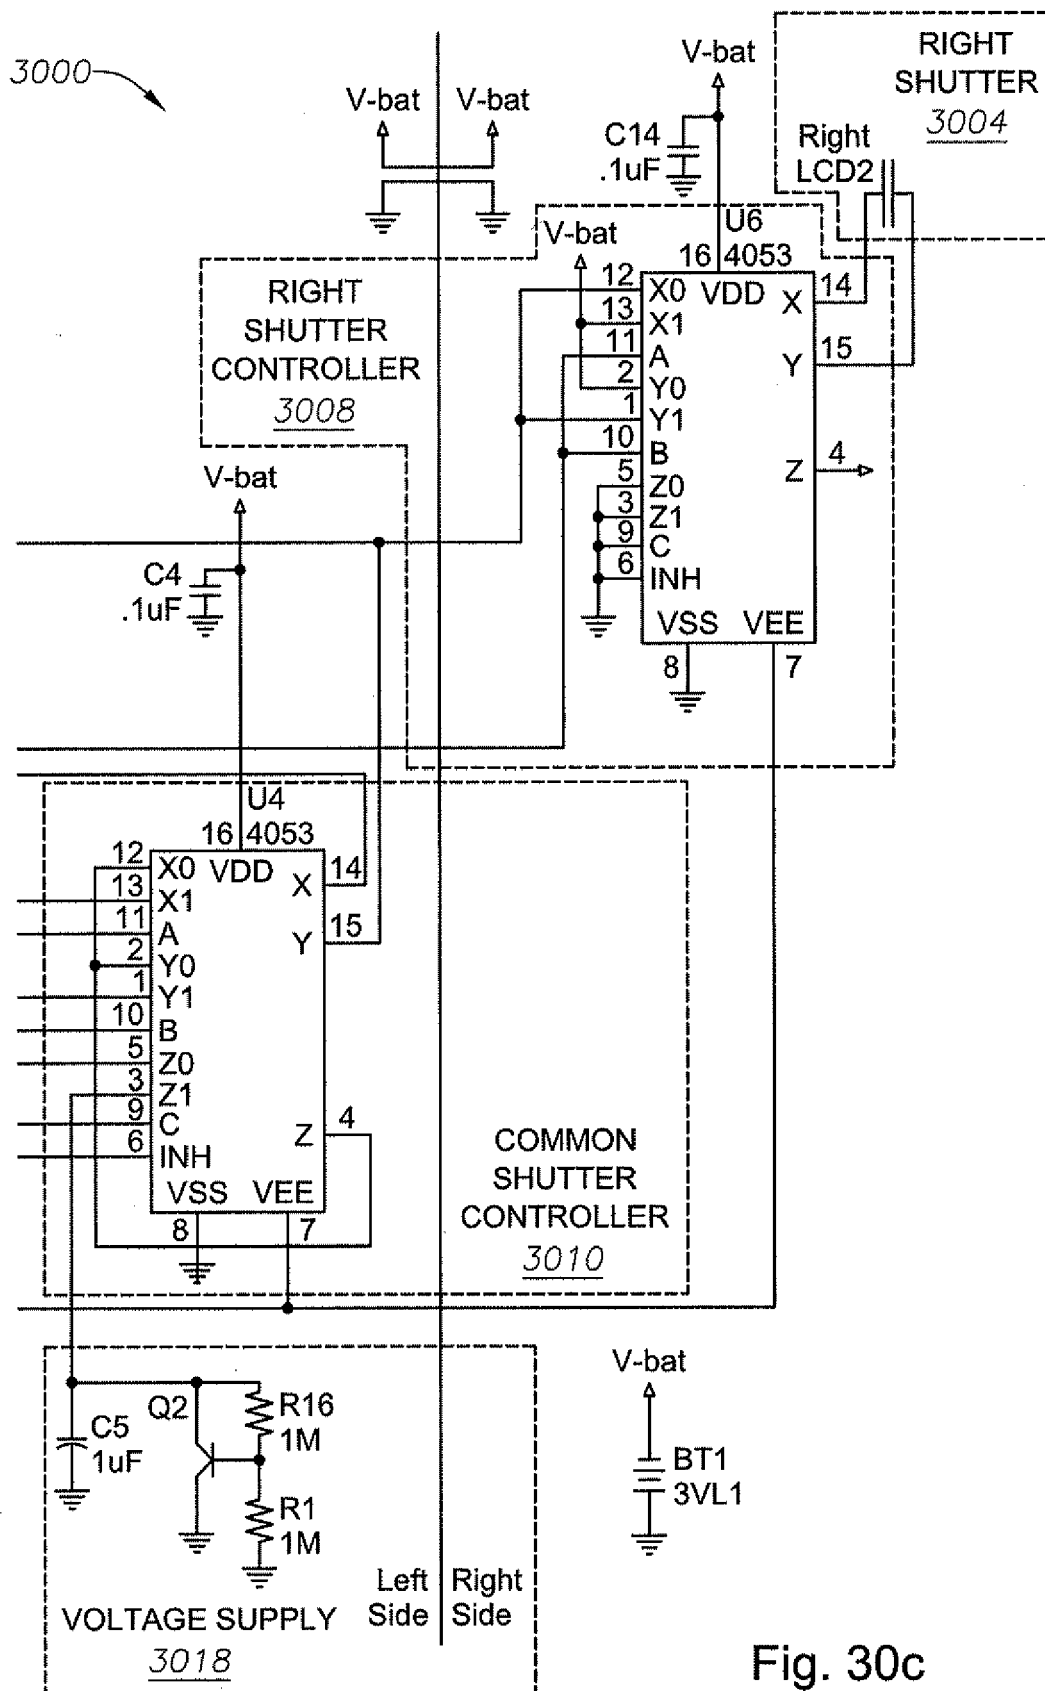 3000
V-bat
V-bat
V-bat
RIGHT
SHUTTER
3004
C14
.1uF
Right
LCD2
RIGHT
SHUTTER
CONTROLLER
3008
V-bat
U6
16 4053
12 X0
13 X1
11 A
2 Y0
1 Y1
10 B
5 Z0
3 Z1
9 C
6 INH
VDD
X 14
Y 15
Z 4
VSS VEE
8 7
V-bat
C4
.1uF
U4
16 4053
12 X0
13 X1
11 A
2 Y0
1 Y1
10 B
5 Z0
3 Z1
9 C
6 INH
VDD
X 14
Y 15
Z 4
VSS VEE
8 7
COMMON
SHUTTER
CONTROLLER
3010
C5
1uF
Q2
R16
1M
R1
1M
V-bat
BT1
3VL1
Left Right
Side Side
VOLTAGE SUPPLY
3018
Fig. 30c